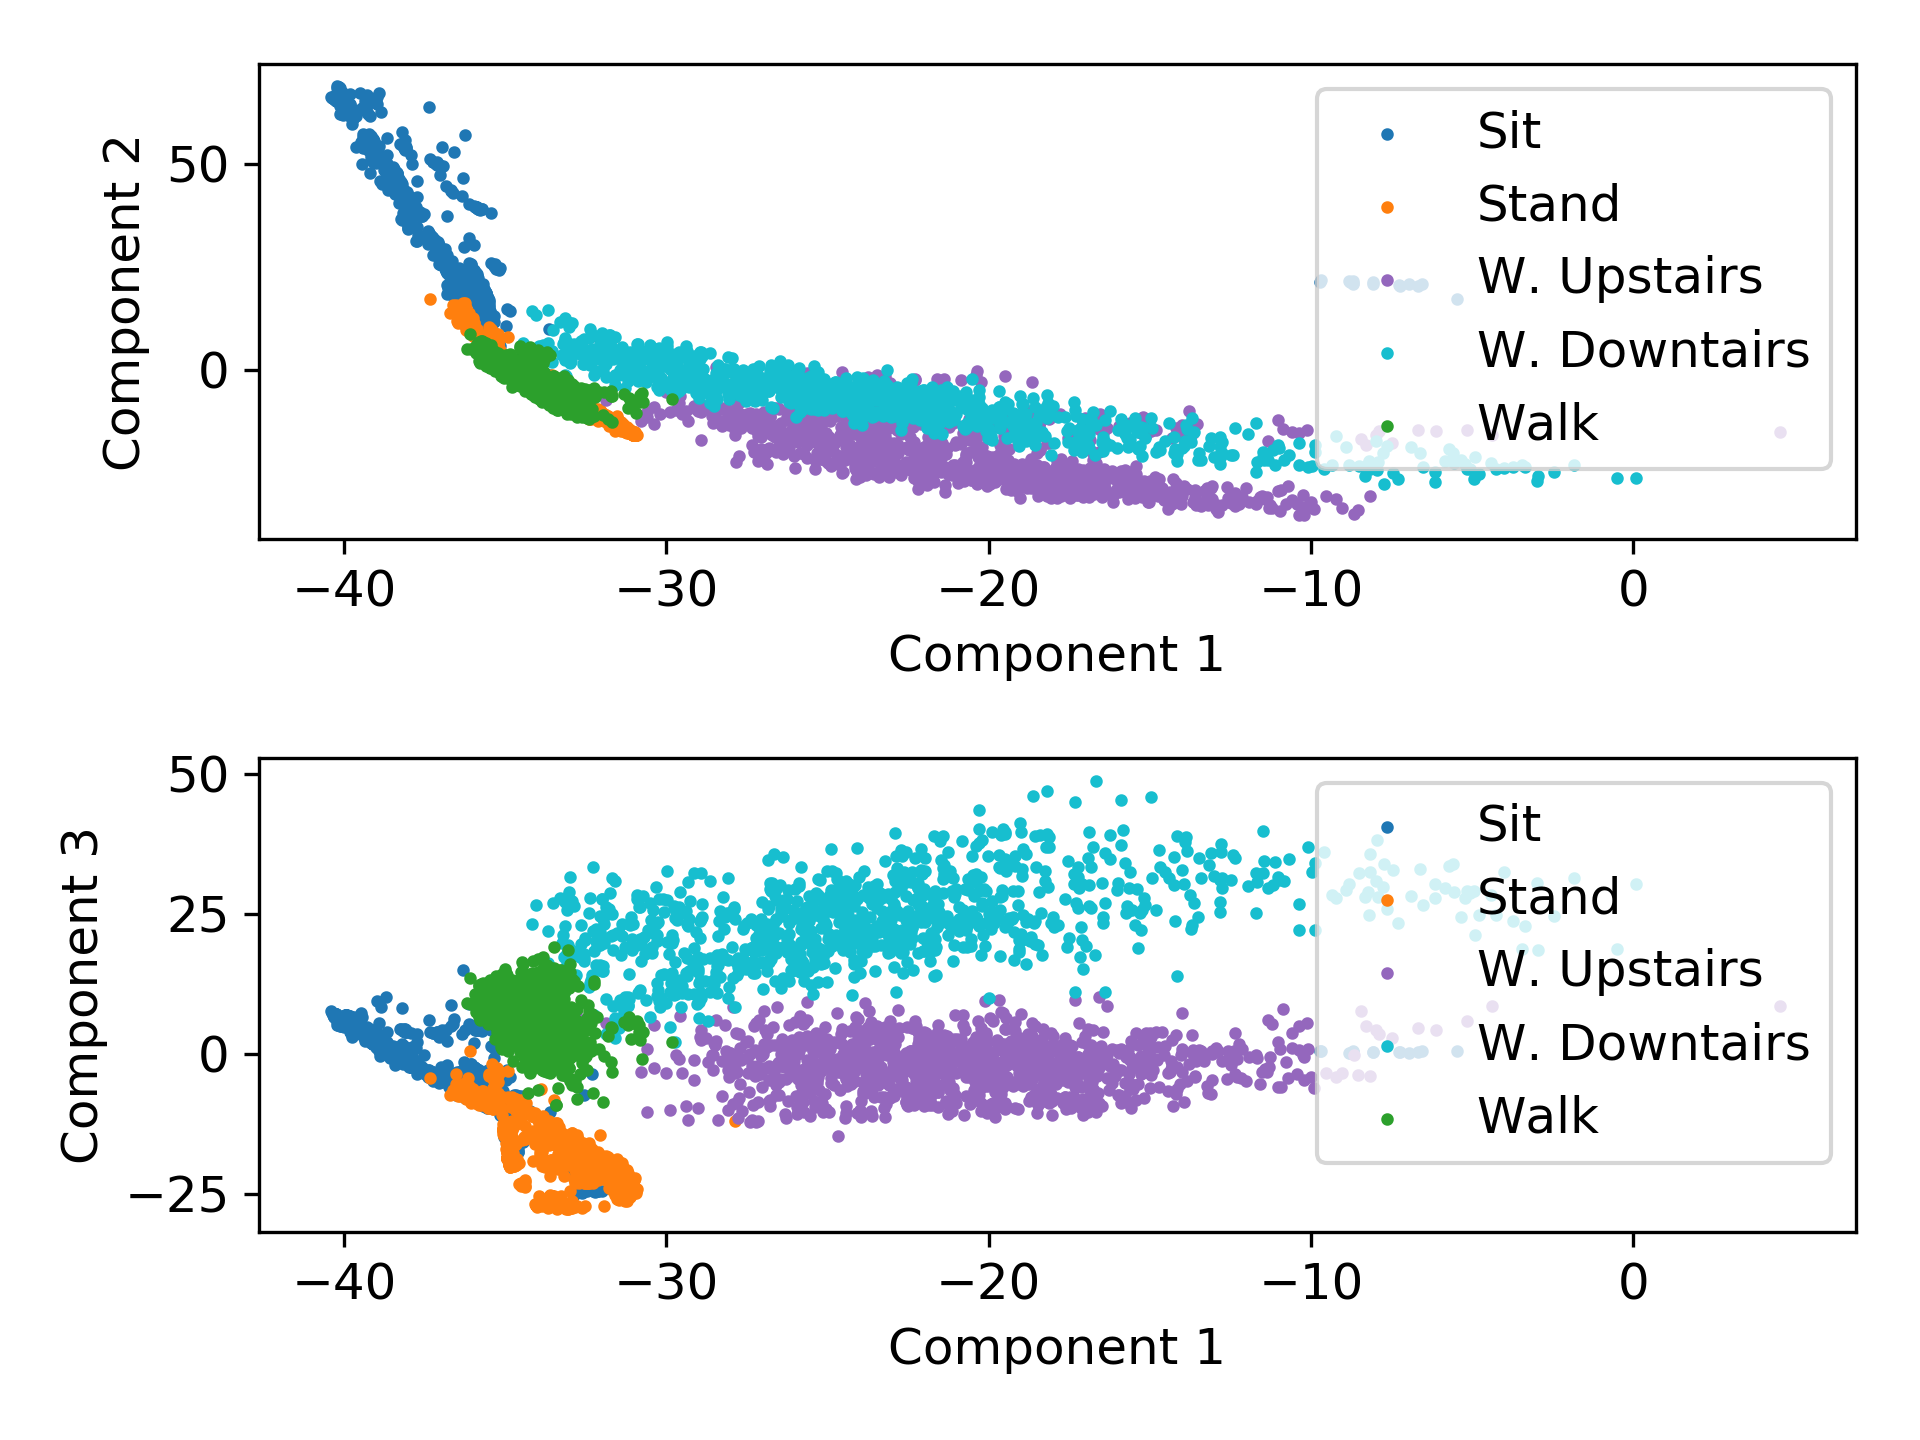 Component 2
50
0
Sit
Stand
W. Upstairs
W. Downtairs
Walk
−40
−30
−20
−10
0
Component 1
Component 3
50
25
0
−25
Sit
Stand
W. Upstairs
W. Downtairs
Walk
−40
−30
−20
−10
0
Component 1